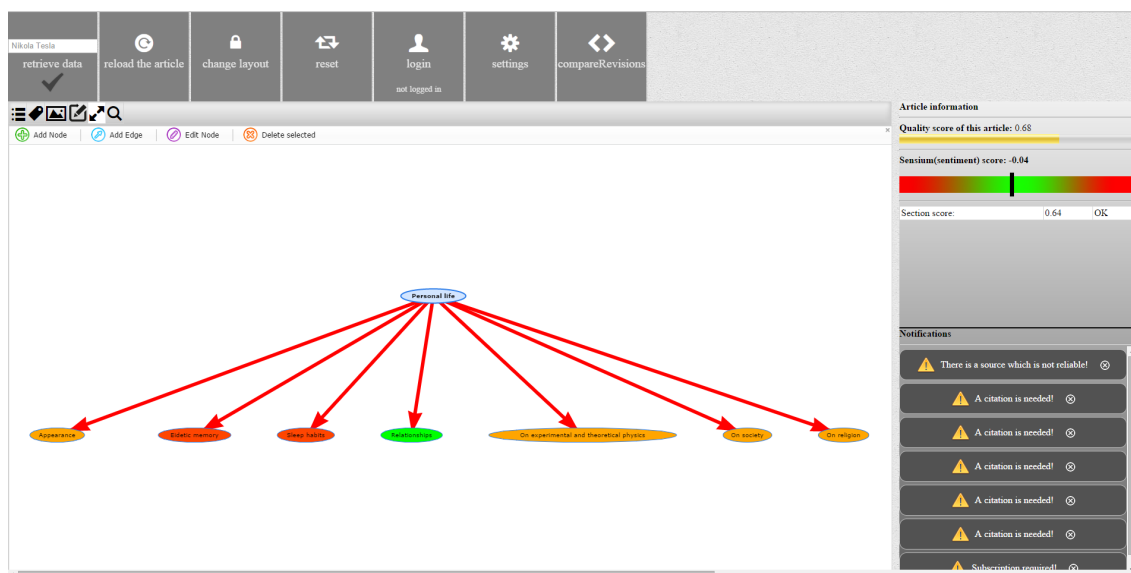 Nikola Tesla
retrieve data
reload the article
change layout
reset
login
not logged in
settings
compareRevisions
Add Node
Add Edge
Edit Node
Delete selected
Personal life
Appearance
Eidetic memory
Sleep habits
Relationships
On experimental and theoretical physics
On society
On religion
Article information
Quality score of this article: 0.68
Sensium(sentiment) score: -0.04
Section score: 0.64 OK
Notifications
There is a source which is not reliable!
A citation is needed!
A citation is needed!
A citation is needed!
A citation is needed!
A citation is needed!
Subscription required!